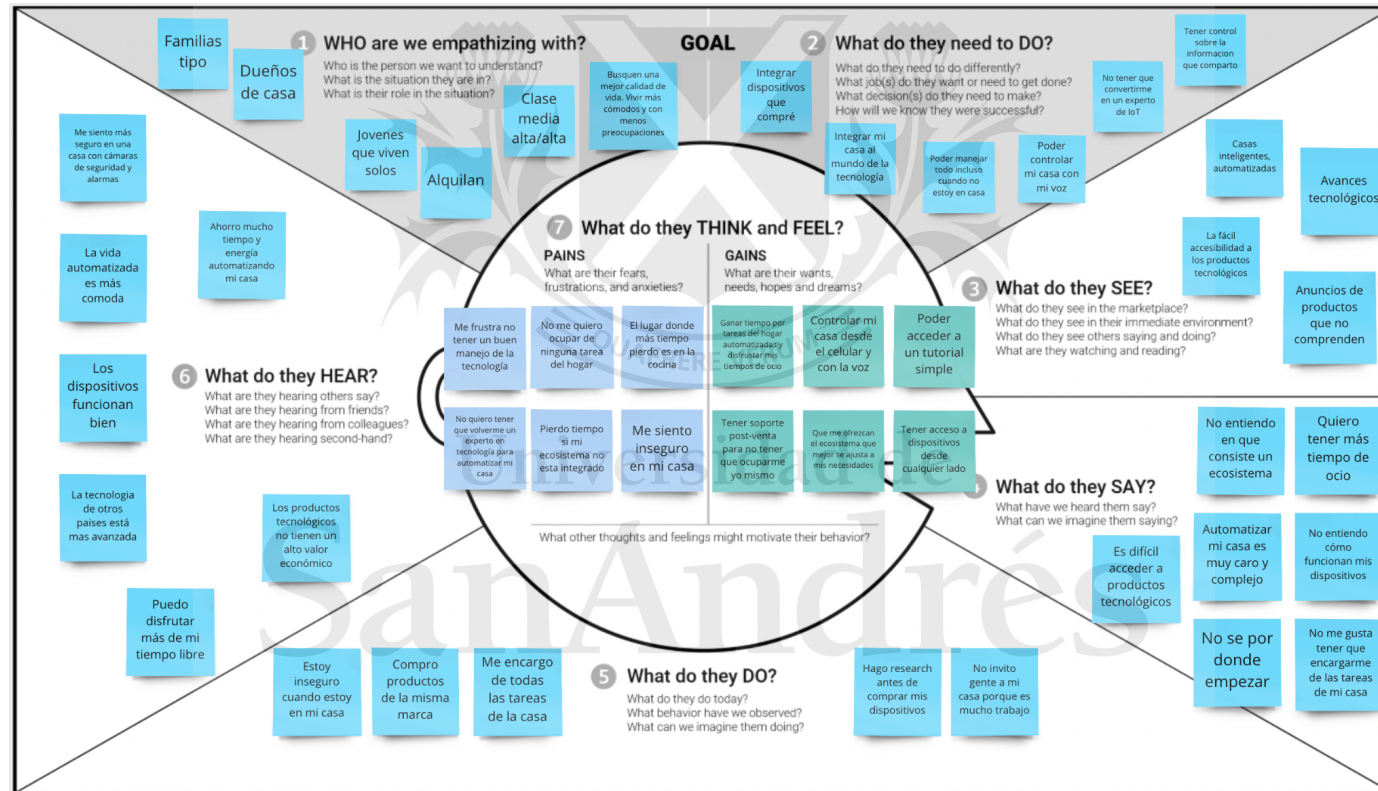 1 WHO are we empathizing with?
Who is the person we want to understand?
What is the situation they are in?
What is their role in the situation?
Familias
tipo
Dueños
de casa
Jovenes
que viven
solos
Alquilan
Clase
media
alta/alta
Busquen una
mejor calidad de
vida. Vivir más
cómodos y con
menos
preocupaciones
GOAL
2 What do they need to DO?
What do they need to do differently?
What job(s) do they want or need to get done?
What decision(s) do they need to make?
How will we know they were successful?
Integrar
dispositivos
que
compré
Integrar mi
casa al
mundo de la
tecnología
Poder manejar
todo incluso
cuando no
estoy en casa
Poder
controlar
mi casa con
mi voz
No tener que
convertirme
en un experto
de IoT
Tener control
sobre la
informacion
que comparto
3 What do they SEE?
What do they see in the marketplace?
What do they see in their immediate environment?
What do they see others saying and doing?
What are they watching and reading?
Casas
inteligentes,
automatizadas
Avances
tecnológicos
La fácil
accesibilidad a
los productos
tecnológicos
Anuncios de
productos
que no
comprenden
4 What do they SAY?
What have we heard them say?
What can we imagine them saying?
No entiendo
en que
consiste un
ecosistema
Quiero
tener más
tiempo de
ocio
Es difícil
acceder a
productos
tecnológicos
Automatizar
mi casa es
muy caro y
complejo
No entiendo
cómo
funcionan mis
dispositivos
No se por
donde
empezar
No me gusta
tener que
encargarme
de las tareas
de mi casa
5 What do they DO?
What do they do today?
What behavior have we observed?
What can we imagine them doing?
Estoy
inseguro
cuando estoy
en mi casa
Compro
productos
de la misma
marca
Me encargo
de todas
las tareas
de la casa
Hago research
antes de
comprar mis
dispositivos
No invito
gente a mi
casa porque es
mucho trabajo
6 What do they HEAR?
What are they hearing others say?
What are they hearing from friends?
What are they hearing from colleagues?
What are they hearing second-hand?
Me siento más
seguro en una
casa con cámaras
de seguridad y
alarmas
Ahorro mucho
tiempo y
energía
automatizando
mi casa
La vida
automatizada
es más
comoda
Los
dispositivos
funcionan
bien
La tecnologia
de otros
paises está
mas avanzada
Los productos
tecnológicos
no tienen un
alto valor
económico
Puedo
disfrutar
más de mi
tiempo libre
7 What do they THINK and FEEL?
PAINS
What are their fears,
frustrations, and anxieties?
Me frustra no
tener un buen
manejo de la
tecnología
No me quiero
ocupar de
ninguna tarea
del hogar
El lugar donde
más tiempo
pierdo es en la
cocina
No quiero tener
que volverme un
experto en
tecnología para
automatizar mi
casa
Pierdo tiempo
si mi
ecosistema no
esta integrado
Me siento
inseguro
en mi casa
GAINS
What are their wants,
needs, hopes and dreams?
Ganar tiempo por
tareas del hogar
automatizadas y
disfrustar mis
tiempos de ocio
Controlar mi
casa desde
el celular y
con la voz
Poder
acceder a
un tutorial
simple
Tener soporte
post-venta
para no tener
que ocuparme
yo mismo
Que me ofrezcan
el ecosistema que
mejor se ajusta a
mis necesidades
Tener acceso a
dispositivos
desde
cualquier lado
What other thoughts and feelings might motivate their behavior?
QUAERERE VERUM
Universidad de
SanAndrés